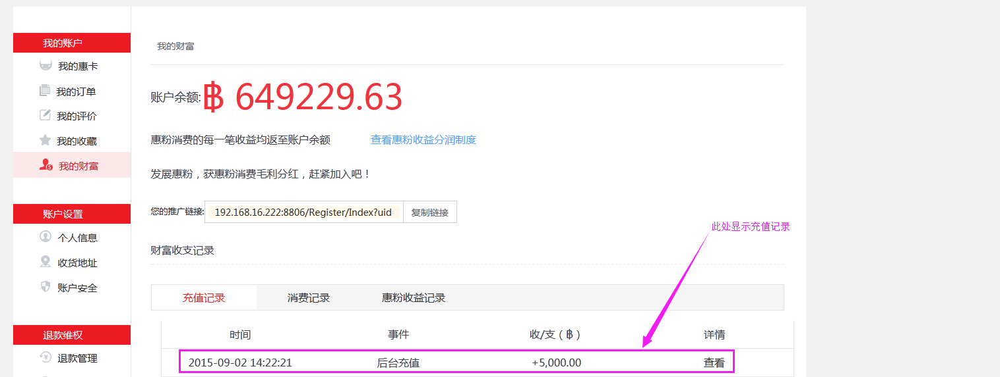 我的账户
我的惠卡
我的订单
我的评价
我的收藏
我的财富
账户设置
个人信息
收货地址
账户安全
退款维权
退款管理
我的财富
账户余额:฿ 649229.63
惠粉消费的每一笔收益均返至账户余额 查看惠粉收益分润制度
发展惠粉，获惠粉消费毛利分红，赶紧加入吧！
您的推广链接: 192.168.16.222:8806/Register/Index?uid 复制链接
此处显示充值记录
财富收支记录
充值记录 消费记录 惠粉收益记录
时间 事件 收/支（฿） 详情
2015-09-02 14:22:21 后台充值 +5,000.00 查看